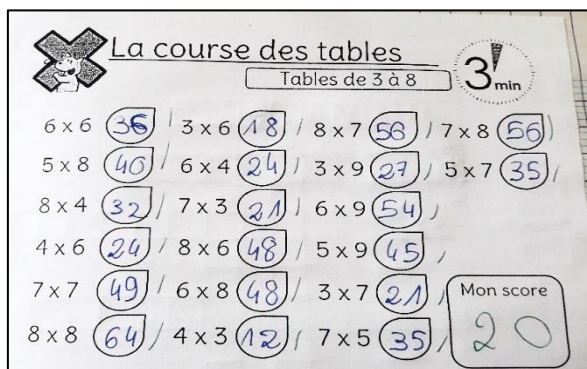 La course des tables
Tables de 3 à 8
3 min
6 x 6 36 3 x 6 18 8 x 7 56 7 x 8 56
5 x 8 40 6 x 4 24 3 x 9 27 5 x 7 35
8 x 4 32 7 x 3 21 6 x 9 54
4 x 6 24 8 x 6 48 5 x 9 45
7 x 7 49 6 x 8 48 3 x 7 21
8 x 8 64 4 x 3 12 7 x 5 35
Mon score
20